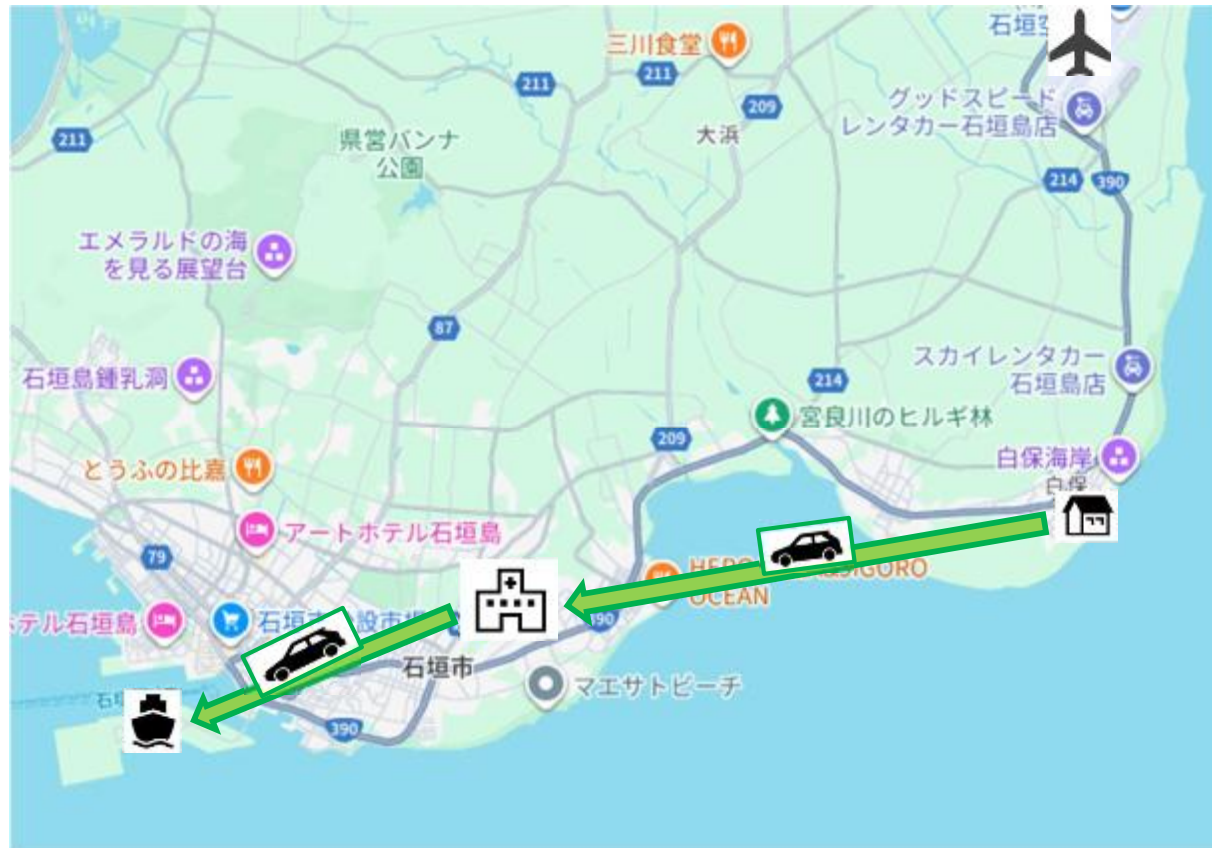 石垣空
三川食堂
211
211
209
グッドスピード
レンタカー石垣島店
大浜
県営バンナ
公園
211
214
390
エメラルドの海
を見る展望台
87
スカイレンタカー
石垣島店
石垣島鍾乳洞
214
宮良川のヒルギ林
209
白保海岸
白保
とうふの比嘉
アートホテル石垣島
79
OCEAN
テル石垣島
石垣市
設市場
390
石垣市
マエサトビーチ
390